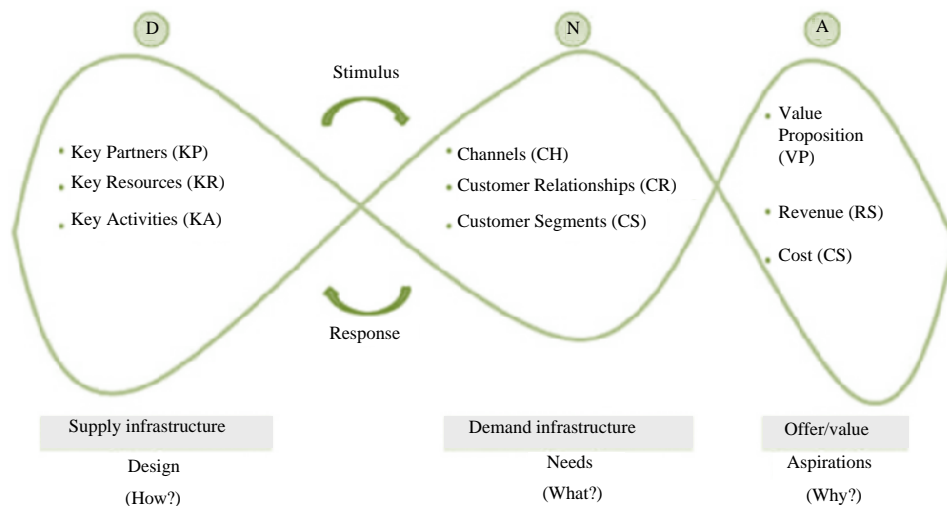 D
N
A
Stimulus
Key Partners (KP)
Key Resources (KR)
Key Activities (KA)
Channels (CH)
Customer Relationships (CR)
Customer Segments (CS)
Value
Proposition
(VP)
Revenue (RS)
Cost (CS)
Response
Supply infrastructure
Design
(How?)
Demand infrastructure
Needs
(What?)
Offer/value
Aspirations
(Why?)